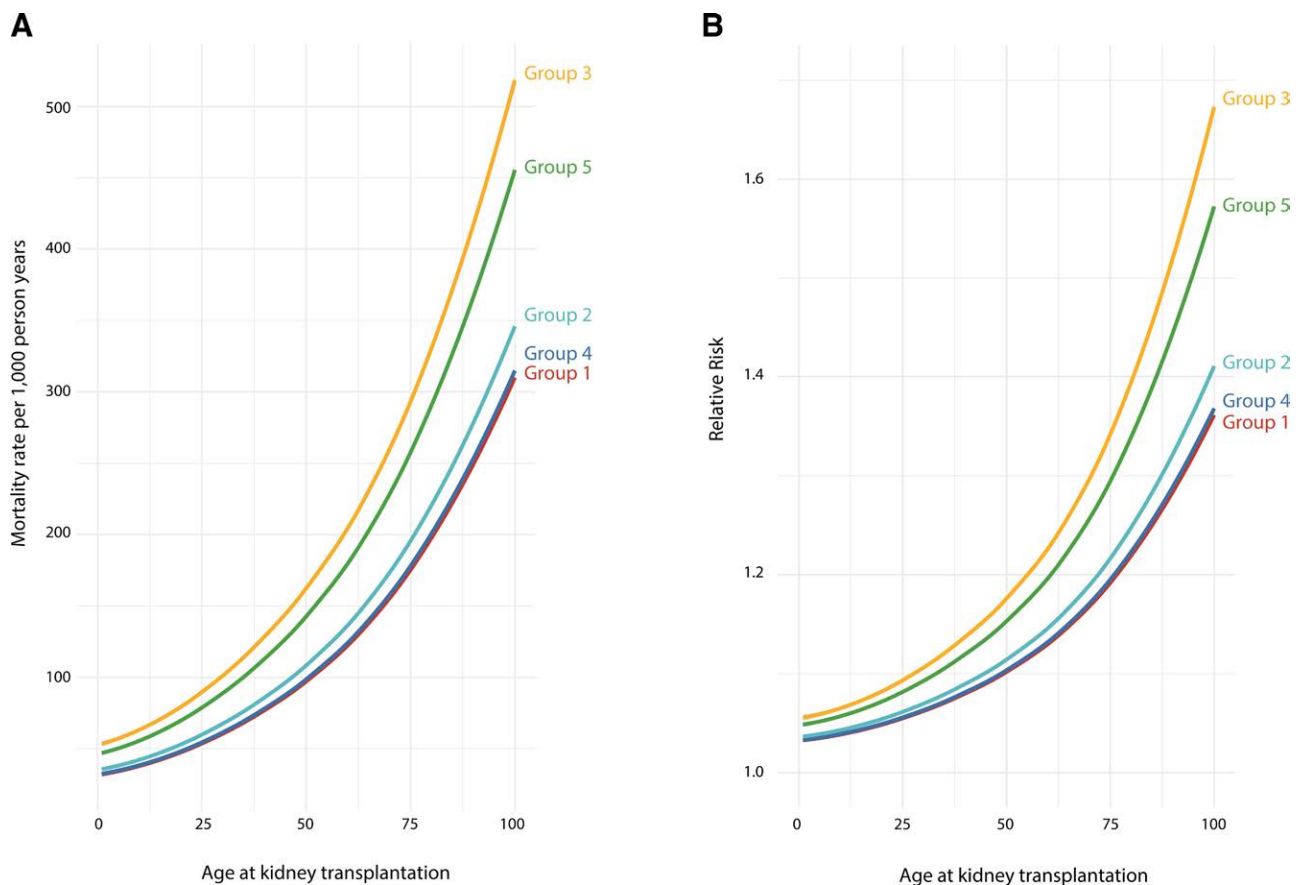 A
Mortality rate per 1,000 person years
500
400
300
200
100
0
25
50
75
100
Age at kidney transplantation
Group 3
Group 5
Group 2
Group 4
Group 1
B
Relative Risk
1.6
1.4
1.2
1.0
0
25
50
75
100
Age at kidney transplantation
Group 3
Group 5
Group 2
Group 4
Group 1